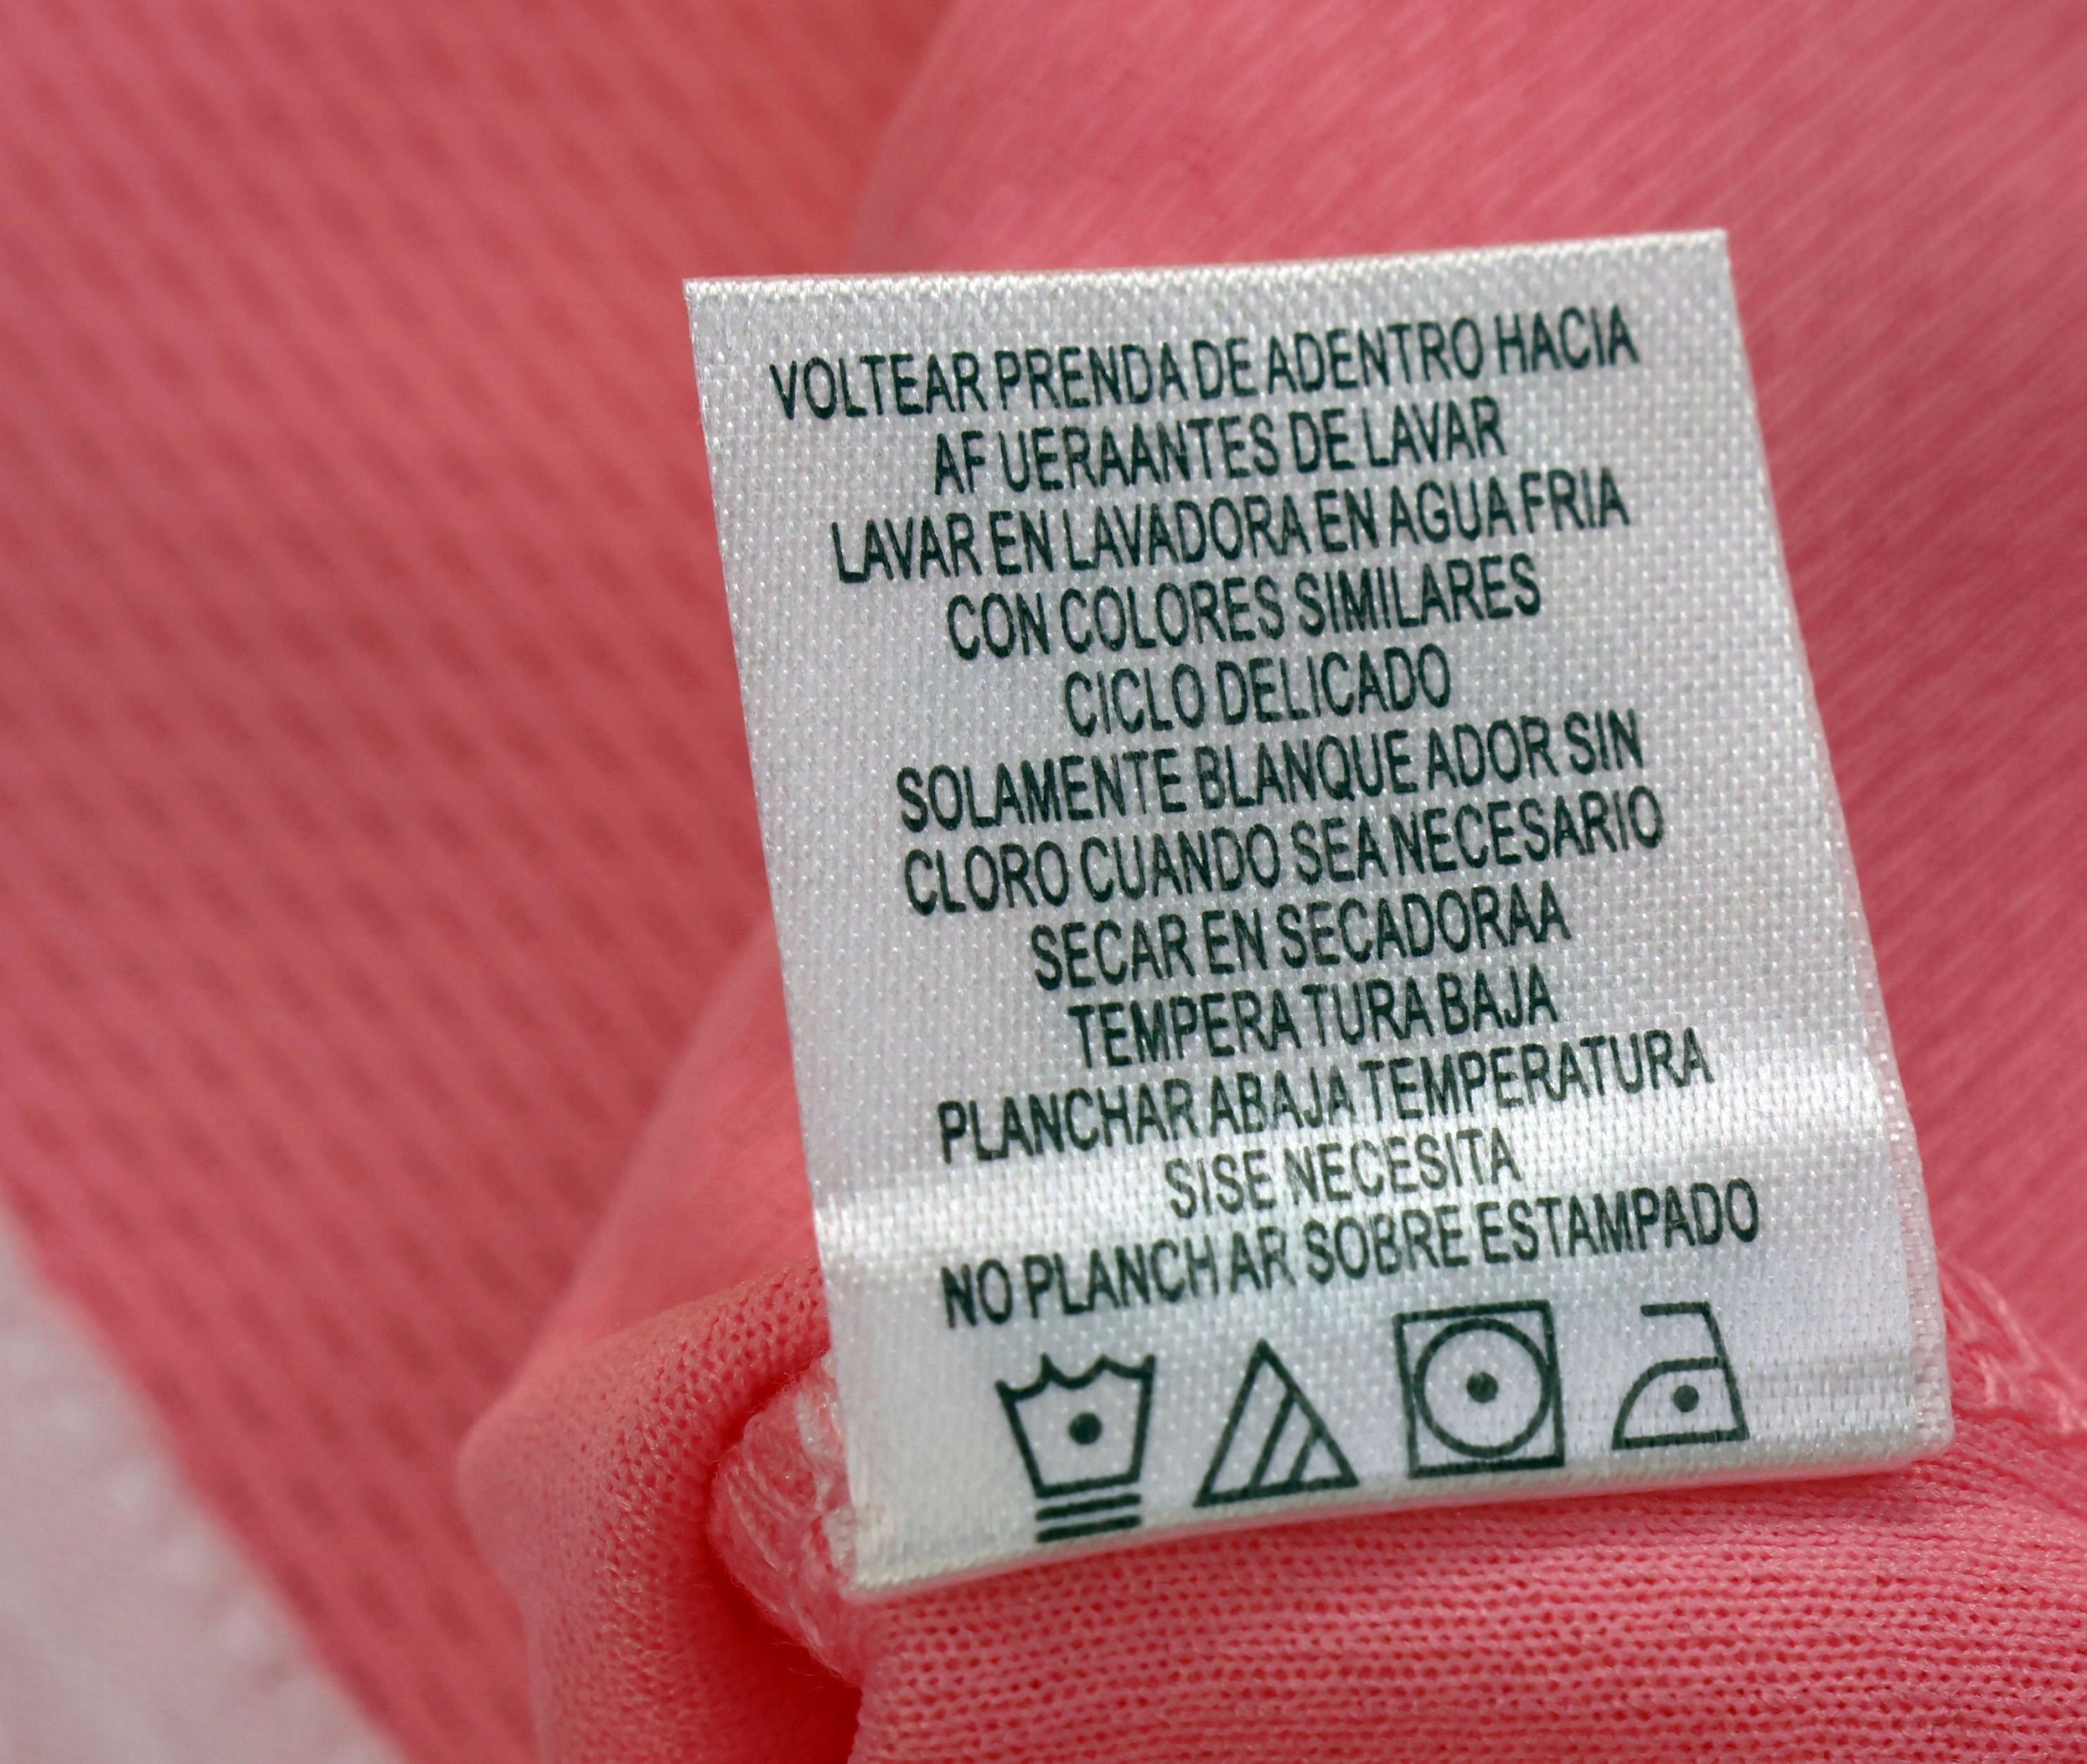 VOLTEAR PRENDA DE ADENTRO HACIA
AF UERAANTES DE LAVAR
LAVAR EN LAVADORA EN AGUA FRIA
CON COLORES SIMILARES
CICLO DELICADO
SOLAMENTE BLANQUE ADOR SIN
CLORO CUANDO SEA NECESARIO
SECAR EN SECADORAA
TEMPERA TURA BAJA
PLANCHAR ABAJA TEMPERATURA
SISE NECESITA
NO PLANCH AR SOBRE ESTAMPADO